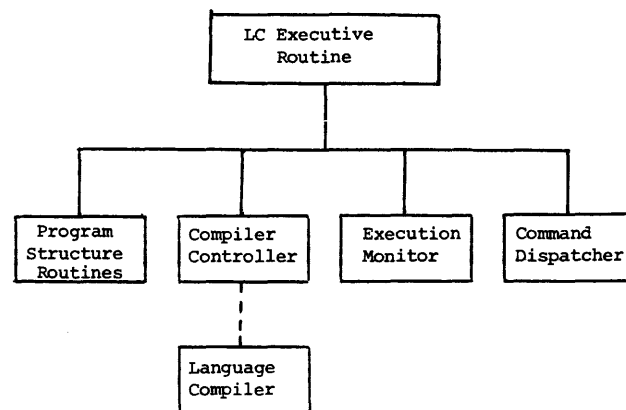 LC Executive
Routine
Program
Structure
Routines
Compiler
Controller
Execution
Monitor
Command
Dispatcher
Language
Compiler